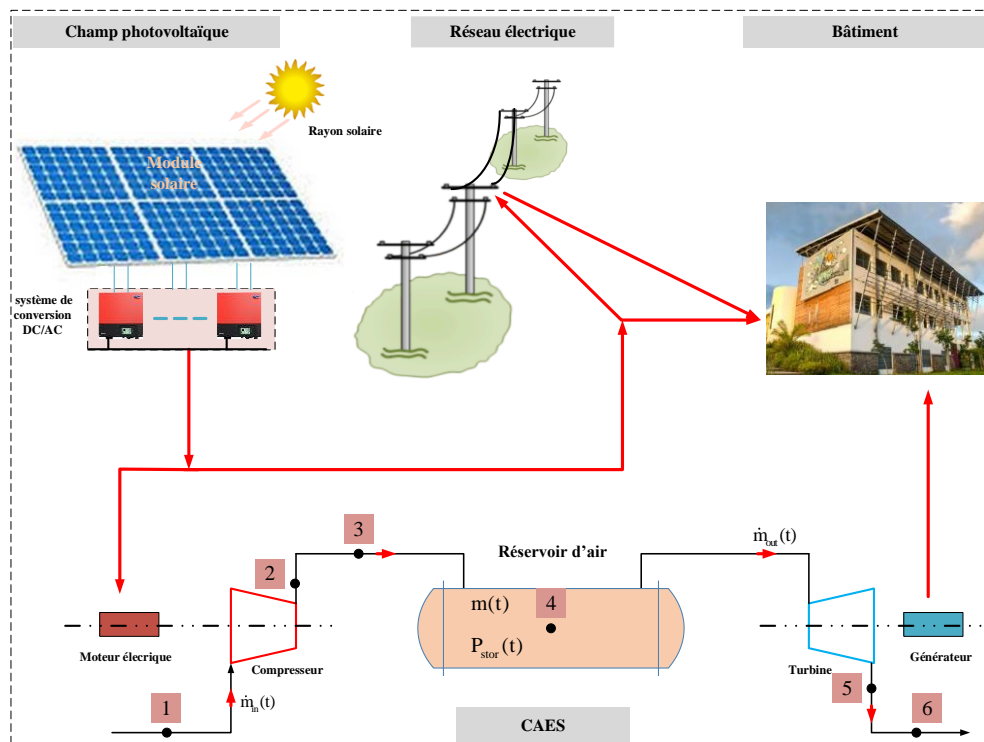 Champ photovoltaïque
Réseau électrique
Bâtiment
Rayon solaire
Module
solaire
système de
conversion
DC/AC
3
ṁout(t)
Réservoir d'air
2
m(t)
4
Pstor(t)
Moteur élecrique
Compresseur
Turbine
Générateur
1
ṁin(t)
5
6
CAES